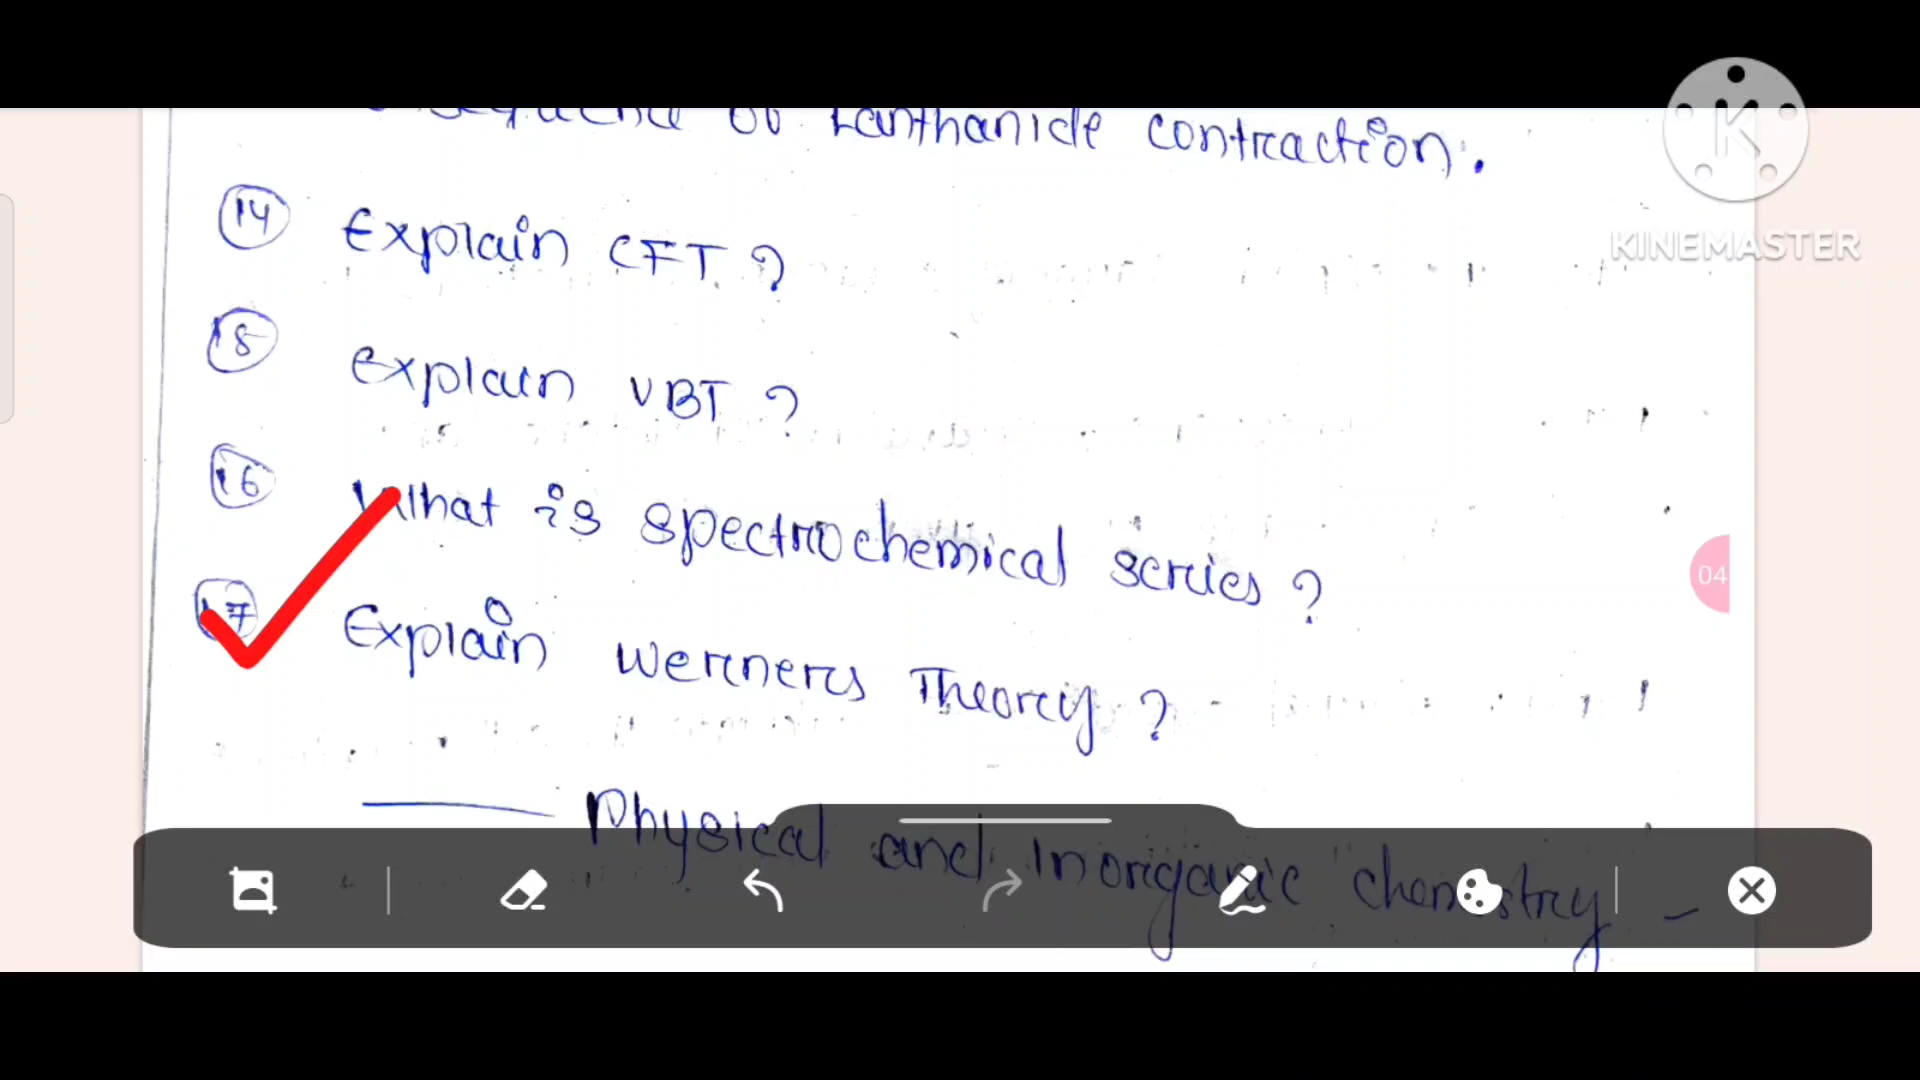 sequence of Lanthanide contraction.
14 Explain CFT ?
15 explain VBT ?
KINEMASTER
16 What is spectrochemical series ?
04
17 Explain werners Theory ?
Physical and Inorganic chemistry -